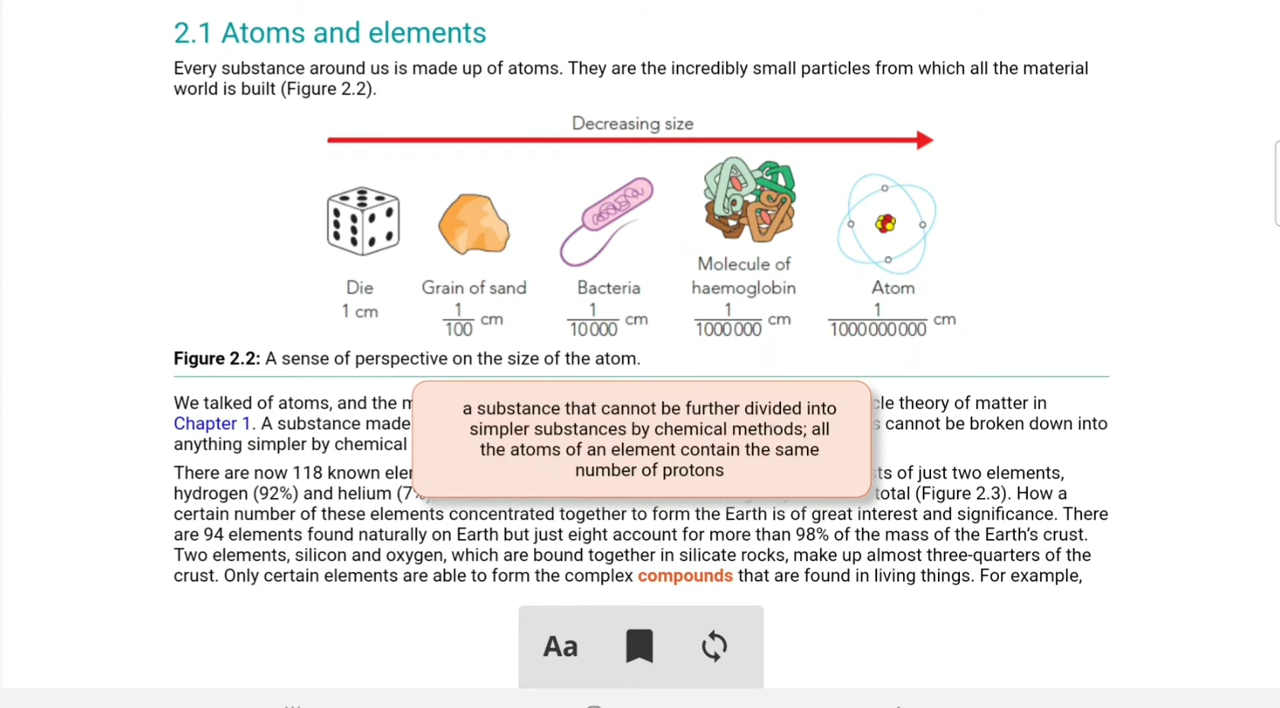 2.1 Atoms and elements
Every substance around us is made up of atoms. They are the incredibly small particles from which all the material
world is built (Figure 2.2).
Decreasing size
Die
1 cm
Grain of sand
1/100 cm
Bacteria
1/10 000 cm
Molecule of
haemoglobin
1/1000 000 cm
Atom
1/1000 000 000 cm
Figure 2.2: A sense of perspective on the size of the atom.
We talked of atoms, and the theory of matter in
Chapter 1. A substance made cannot be broken down into
anything simpler by chemical
a substance that cannot be further divided into
simpler substances by chemical methods; all
the atoms of an element contain the same
number of protons
There are now 118 known of just two elements,
hydrogen (92%) and helium total (Figure 2.3). How a
certain number of these elements concentrated together to form the Earth is of great interest and significance. There
are 94 elements found naturally on Earth but just eight account for more than 98% of the mass of the Earth's crust.
Two elements, silicon and oxygen, which are bound together in silicate rocks, make up almost three-quarters of the
crust. Only certain elements are able to form the complex compounds that are found in living things. For example,
Aa